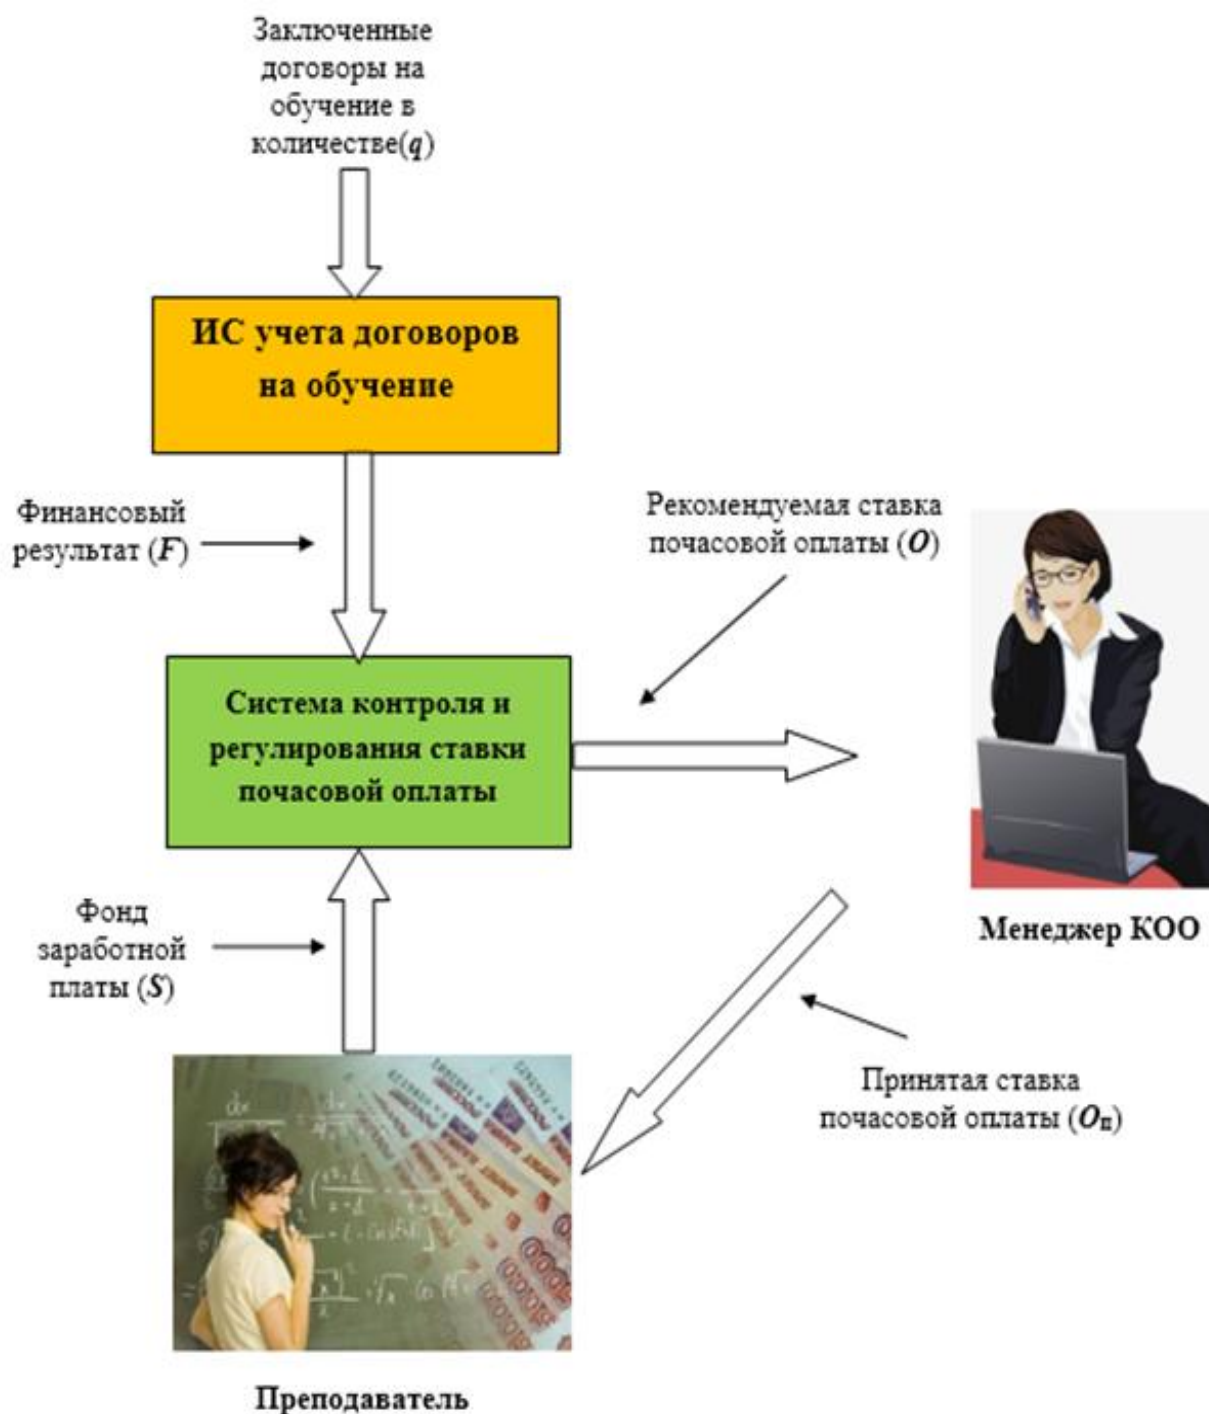 Заключенные
договоры на
обучение в
количестве(q)
ИС учета договоров
на обучение
Финансовый
результат (F)
Рекомендуемая ставка
почасовой оплаты (O)
Система контроля и
регулирования ставки
почасовой оплаты
Фонд
заработной
платы (S)
Менеджер КОО
Принятая ставка
почасовой оплаты (Oп)
Преподаватель